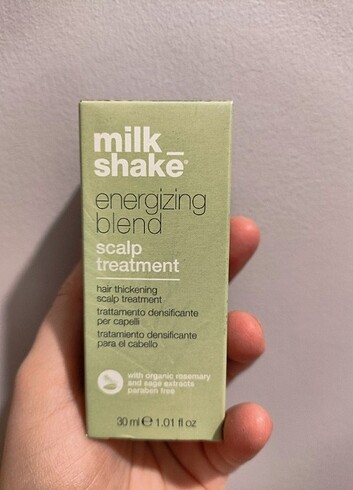 milk_
shake®
energizing
blend
scalp
treatment
hair thickening
scalp treatment
trattamento densificante
per capelli
tratamiento densificante
para el cabello
with organic rosemary
and sage extracts
paraben free
30 ml ℮ 1.01 fl oz